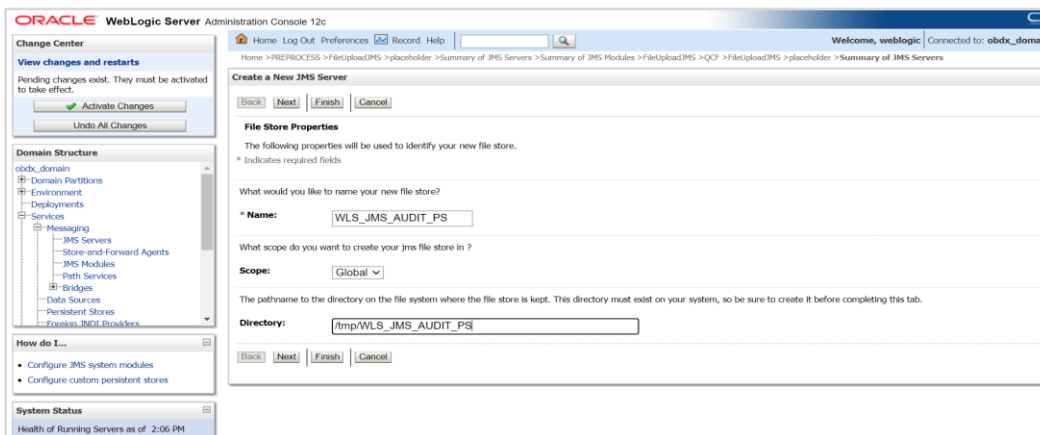 ORACLE WebLogic Server Administration Console 12c
Change Center
View changes and restarts
Pending changes exist. They must be activated
to take effect.
Activate Changes
Undo All Changes
Domain Structure
obdx_domain
Domain Partitions
Environment
Deployments
Services
Messaging
JMS Servers
Store-and-Forward Agents
JMS Modules
Path Services
Bridges
Data Sources
Persistent Stores
Foreign JNDI Providers
How do I...
Configure JMS system modules
Configure custom persistent stores
System Status
Health of Running Servers as of 2:06 PM
Home Log Out Preferences Record Help
Welcome, weblogic Connected to: obdx_doma
Home >PREPROCESS >FileUploadJMS >placeholder >Summary of JMS Servers >Summary of JMS Modules >FileUploadJMS >QCF >FileUploadJMS >placeholder >Summary of JMS Servers
Create a New JMS Server
Back Next Finish Cancel
File Store Properties
The following properties will be used to identify your new file store.
* Indicates required fields
What would you like to name your new file store?
* Name: WLS_JMS_AUDIT_PS
What scope do you want to create your jms file store in ?
Scope: Global
The pathname to the directory on the file system where the file store is kept. This directory must exist on your system, so be sure to create it before completing this tab.
Directory: /tmp/WLS_JMS_AUDIT_PS
Back Next Finish Cancel